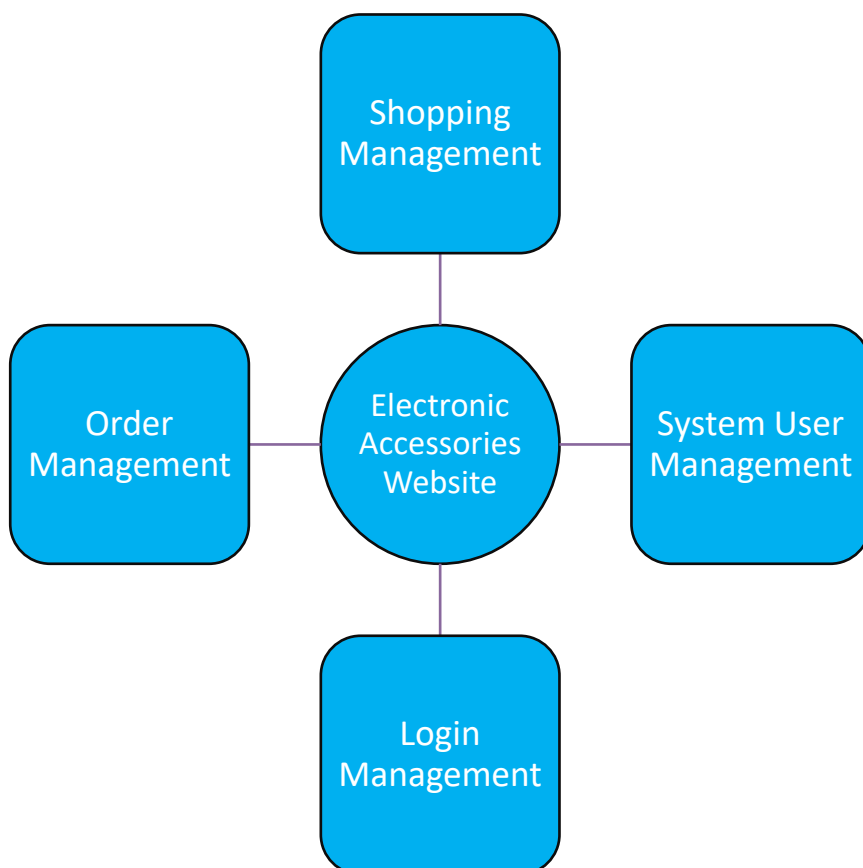 Shopping
Management
Order
Management
Electronic
Accessories
Website
System User
Management
Login
Management